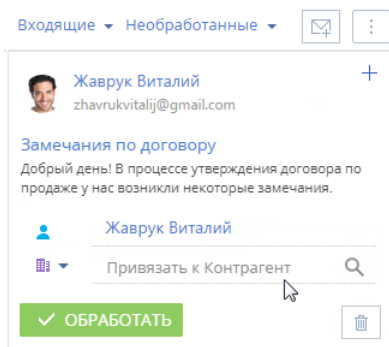 Входящие Необработанные
Жаврук Виталий
zhavrukvitalij@gmail.com
Замечания по договору
Добрый день! В процессе утверждения договора по
продаже у нас возникли некоторые замечания.
Жаврук Виталий
Привязать к Контрагент
ОБРАБОТАТЬ